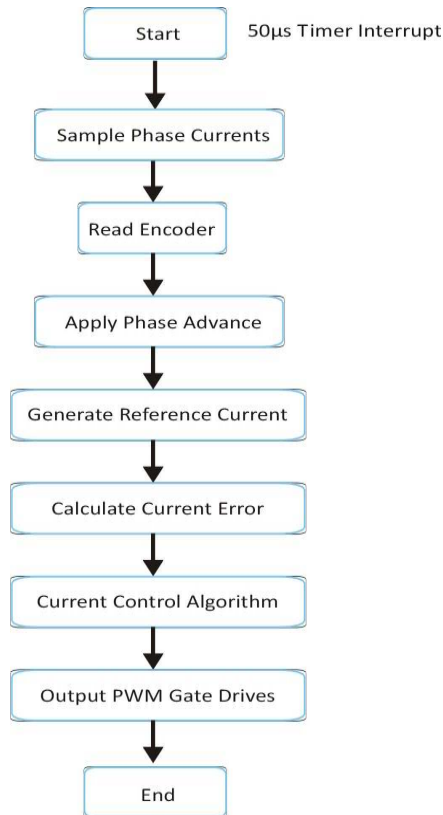 Start
50μs Timer Interrupt
Sample Phase Currents
Read Encoder
Apply Phase Advance
Generate Reference Current
Calculate Current Error
Current Control Algorithm
Output PWM Gate Drives
End